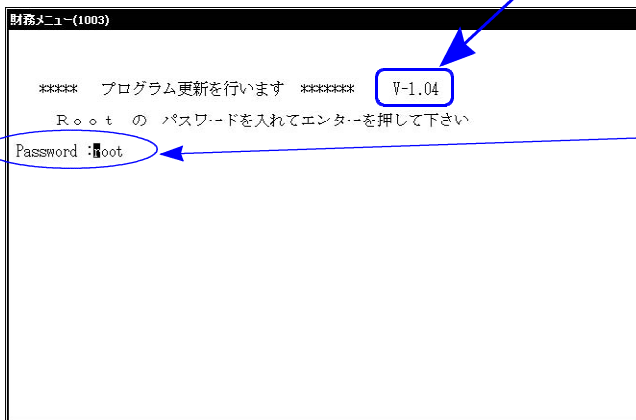 財務メニュー(1003)
***** プログラム更新を行います ******* V-1.04
Root の パスワードを入れてエンターを押して下さい
Password :root